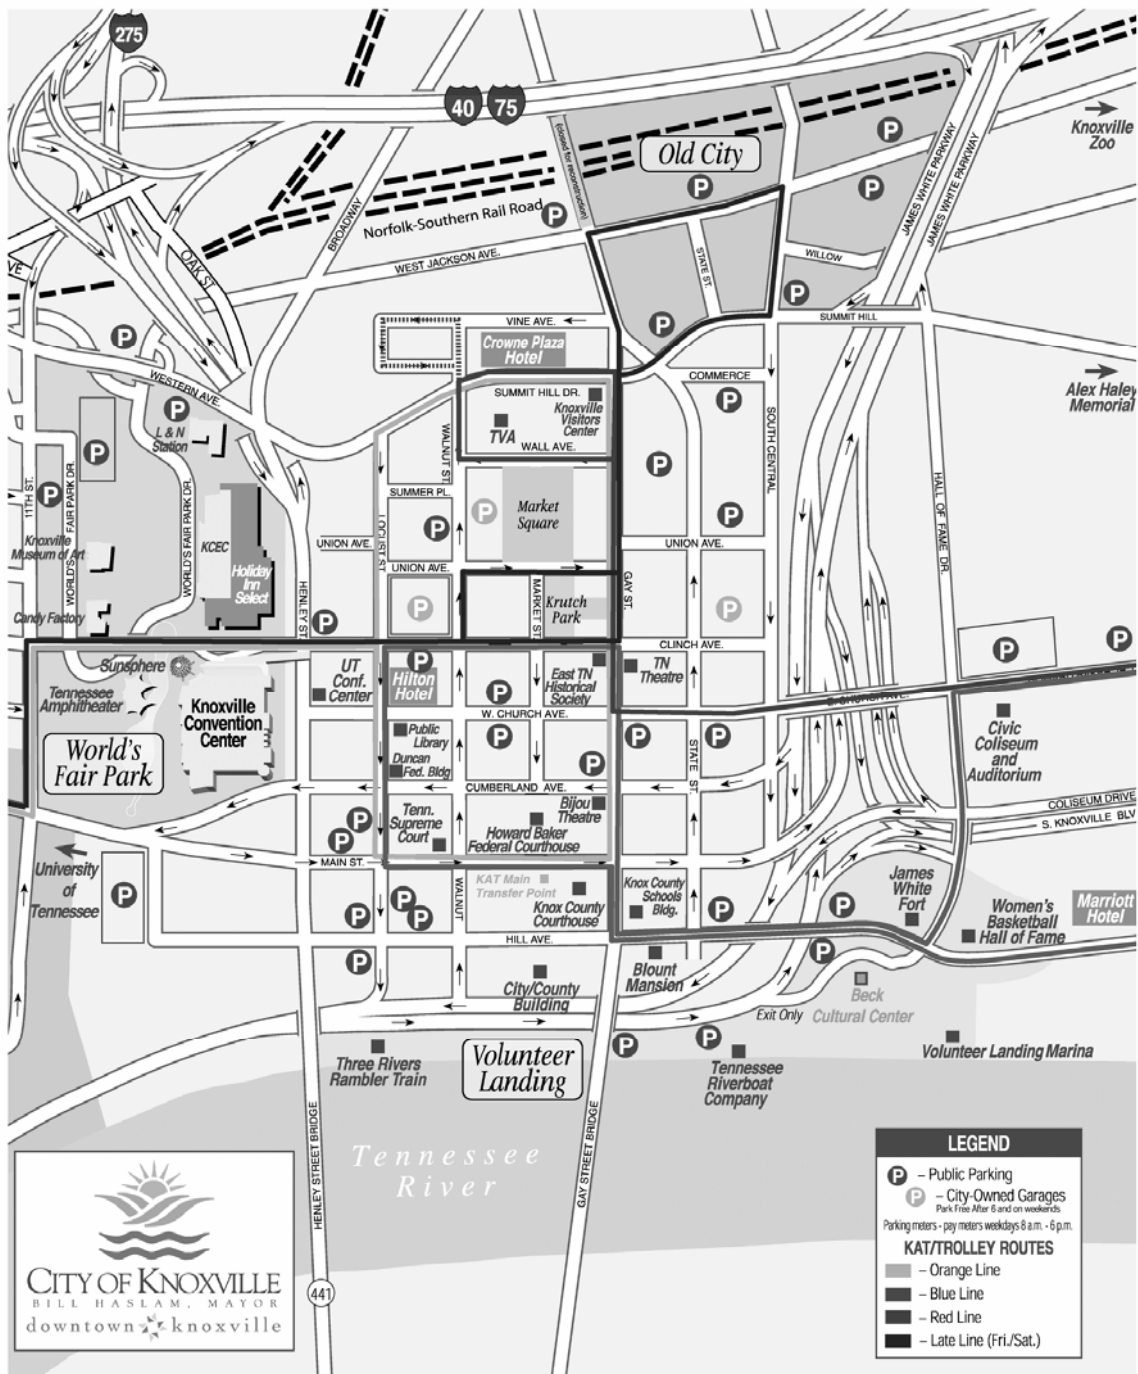 275
40
75
Old City
Knoxville
Zoo
(closed for reconstruction)
JAMES WHITE PARKWAY
JAMES WHITE PARKWAY
BROADWAY
Norfolk-Southern Rail Road
WEST JACKSON AVE.
OAK ST
VE
STATE ST.
WILLOW
SUMMIT HILL
VINE AVE.
Crowne Plaza
Hotel
COMMERCE
Alex Haley
Memorial
WESTERN AVE.
SUMMIT HILL DR.
Knoxville
Visitors
Center
TVA
WALL AVE.
L & N
Station
WALNUT ST.
SOUTH CENTRAL
HALL OF FAME DR.
11TH ST.
WORLD'S FAIR PARK DR.
WORLD'S FAIR PARK DR.
SUMMER PL.
Market
Square
LOCUST ST.
Knoxville
Museum of Art
KCEC
Holiday
Inn
Select
UNION AVE.
UNION AVE.
UNION AVE.
HENLEY ST.
MARKET ST.
Krutch
Park
GAY ST.
Candy Factory
CLINCH AVE.
Sunsphere
Tennessee
Amphitheater
Knoxville
Convention
Center
World's
Fair Park
UT
Conf.
Center
Hilton
Hotel
East TN
Historical
Society
TN
Theatre
W. CHURCH AVE.
E. CHURCH AVE.
Civic
Coliseum
and
Auditorium
Public
Library
Duncan
Fed. Bldg
STATE ST.
CUMBERLAND AVE.
Tenn.
Supreme
Court
Bijou
Theatre
Howard Baker
Federal Courthouse
COLISEUM DRIVE
S. KNOXVILLE BLV
University
of
Tennessee
MAIN ST.
KAT Main
Transfer Point
WALNUT
Knox County
Courthouse
Knox County
Schools
Bldg.
James
White
Fort
Women's
Basketball
Hall of Fame
Marriott
Hotel
HILL AVE.
Blount
Mansion
City/County
Building
Beck
Cultural Center
Exit Only
Three Rivers
Rambler Train
Volunteer
Landing
Tennessee
Riverboat
Company
Volunteer Landing Marina
HENLEY STREET BRIDGE
GAY STREET BRIDGE
Tennessee
River
441
CITY OF KNOXVILLE
BILL HASLAM, MAYOR
downtown knoxville
LEGEND
P – Public Parking
P – City-Owned Garages
Park Free After 6 and on weekends
Parking meters - pay meters weekdays 8 a.m. - 6 p.m.
KAT/TROLLEY ROUTES
– Orange Line
– Blue Line
– Red Line
– Late Line (Fri./Sat.)